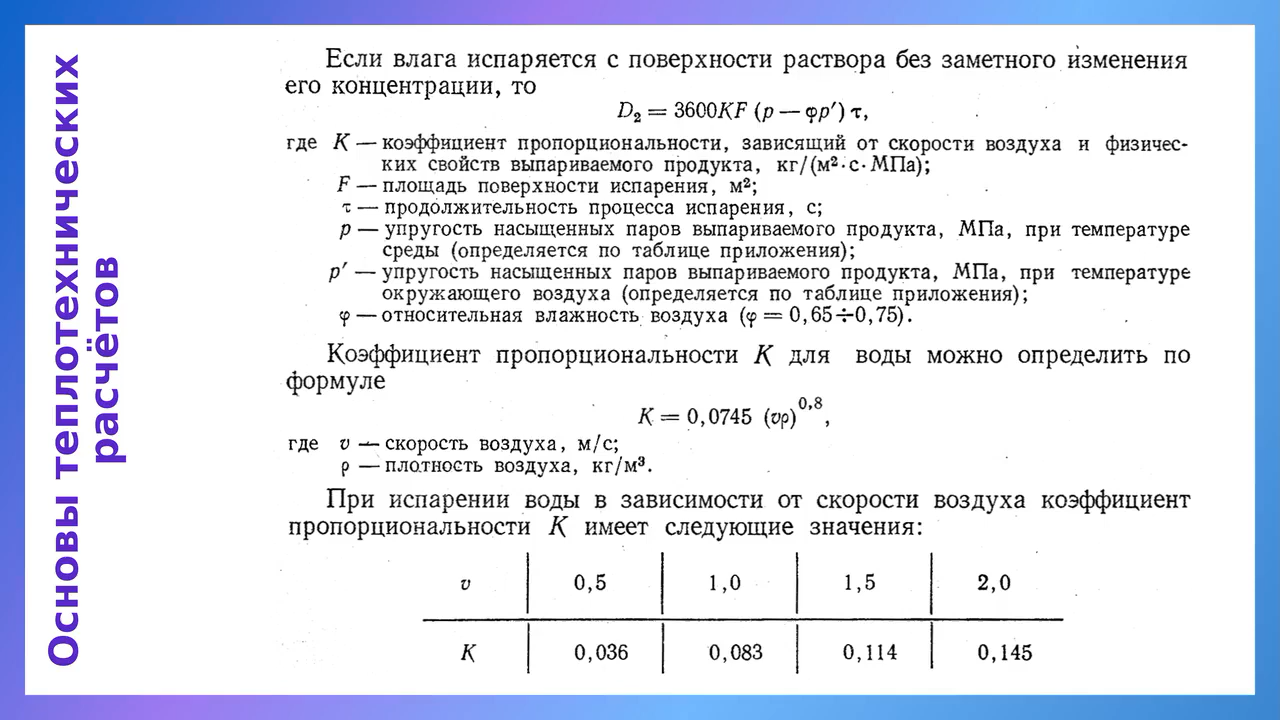 Основы теплотехнических
расчётов
Если влага испаряется с поверхности раствора без заметного изменения
его концентрации, то
D₂ = 3600KF (p — φp′) τ,
где K — коэффициент пропорциональности, зависящий от скорости воздуха и физичес-
ких свойств выпариваемого продукта, кг/(м²·с·МПа);
F — площадь поверхности испарения, м²;
τ — продолжительность процесса испарения, с;
p — упругость насыщенных паров выпариваемого продукта, МПа, при температуре
среды (определяется по таблице приложения);
p′ — упругость насыщенных паров выпариваемого продукта, МПа, при температуре
окружающего воздуха (определяется по таблице приложения);
φ — относительная влажность воздуха (φ = 0,65÷0,75).
Коэффициент пропорциональности K для воды можно определить по
формуле
K = 0,0745 (vρ)^0,8,
где v — скорость воздуха, м/с;
ρ — плотность воздуха, кг/м³.
При испарении воды в зависимости от скорости воздуха коэффициент
пропорциональности K имеет следующие значения:
v 0,5 1,0 1,5 2,0
K 0,036 0,083 0,114 0,145